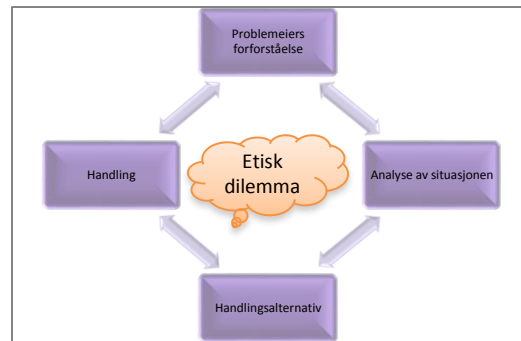 Problemeiers
forforståelse
Etisk
dilemma
Handling
Analyse av situasjonen
Handlingsalternativ